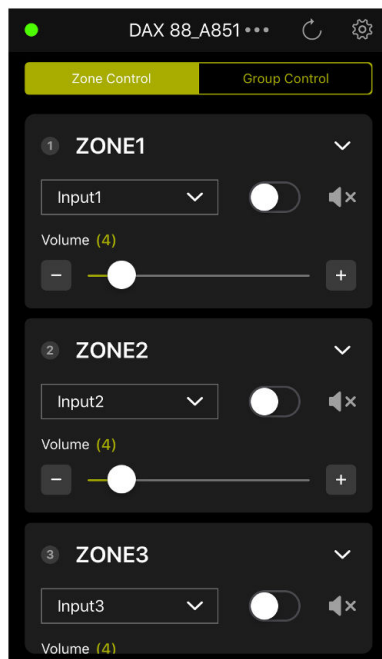 DAX 88_A851
Zone Control Group Control
1 ZONE1
Input1
Volume (4)
− +
2 ZONE2
Input2
Volume (4)
− +
3 ZONE3
Input3
Volume (4)